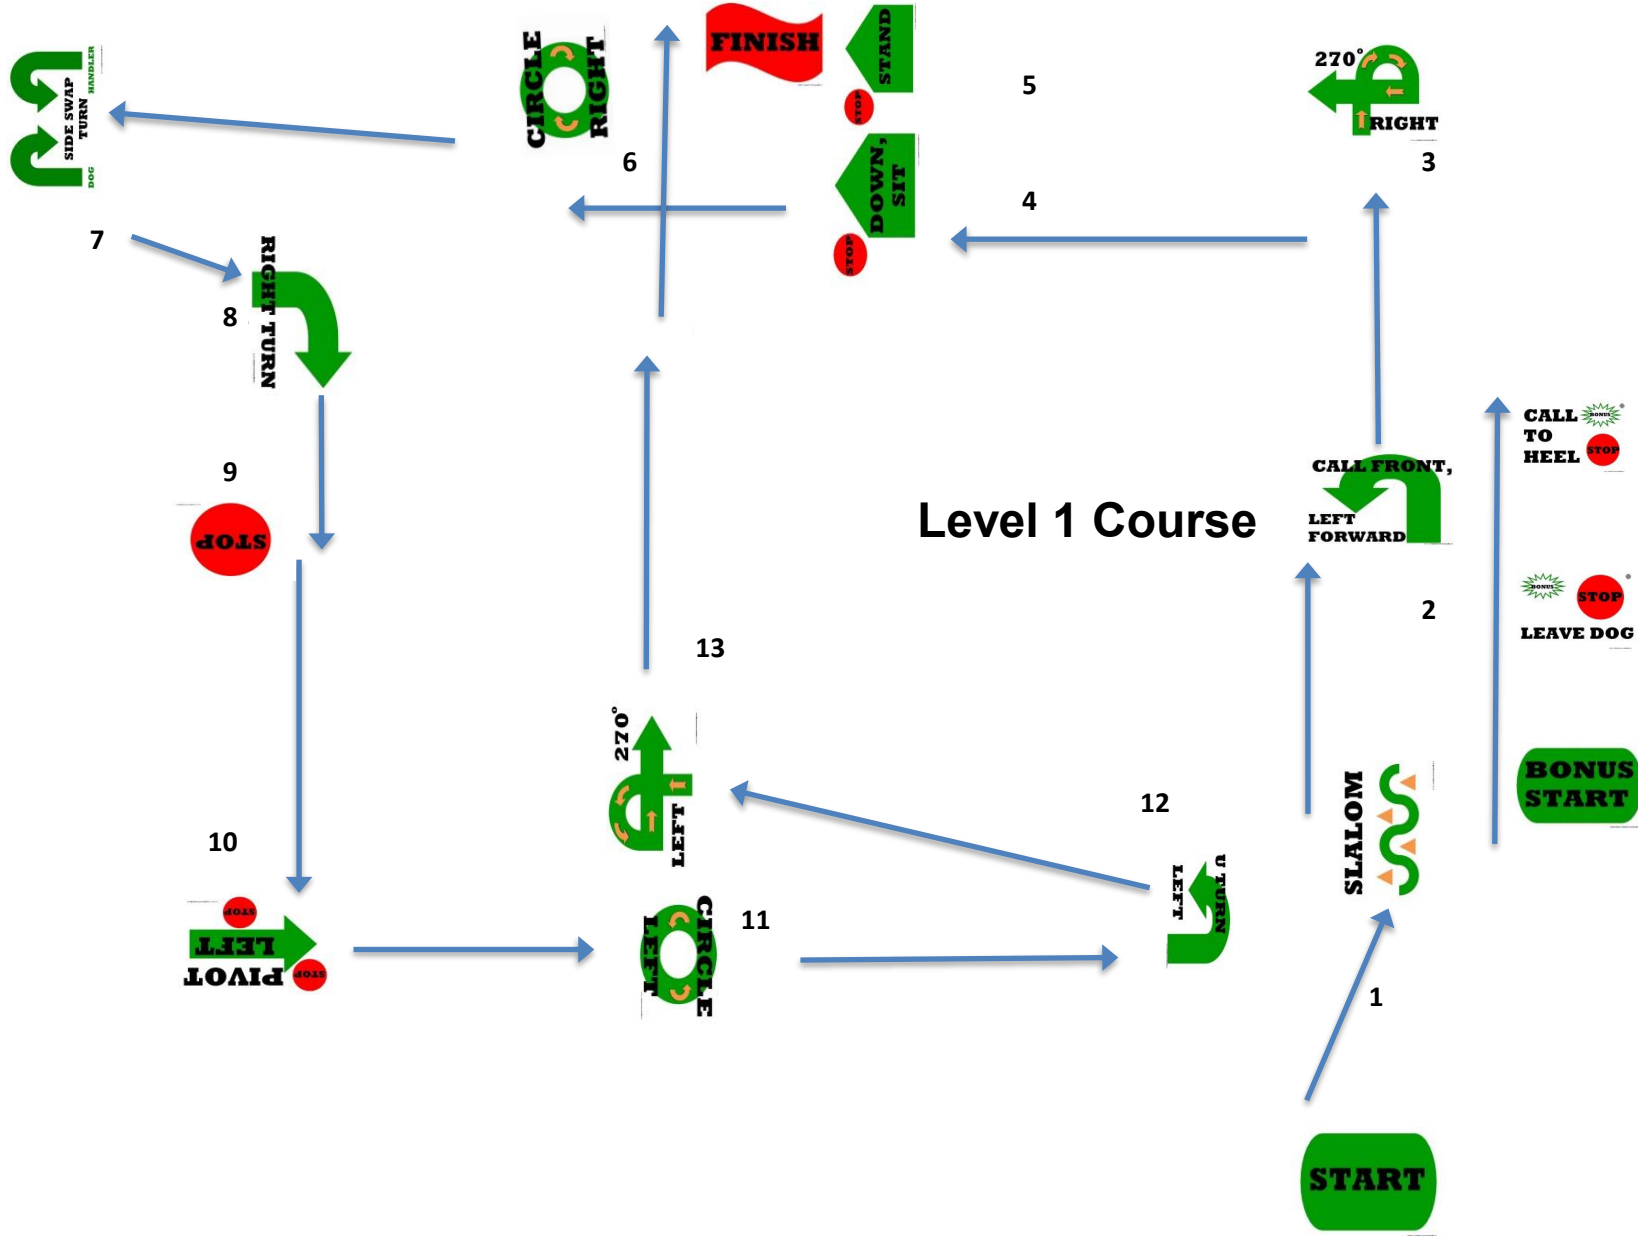 CIRCLE
RIGHT
FINISH
STAND
STOP
5
270°
RIGHT
3
HANDLER
SIDE SWAP
TURN
DOG
6
DOWN,
SIT
STOP
4
7
RIGHT TURN
8
9
STOP
CALL FRONT,
LEFT
FORWARD
Level 1 Course
2
CALL
TO
HEEL
BONUS
STOP
BONUS
STOP
LEAVE DOG
13
270°
LEFT
12
U TURN
LEFT
SLALOM
BONUS
START
10
STOP
LEFT
PIVOT
STOP
CIRCLE
LEFT
11
1
START